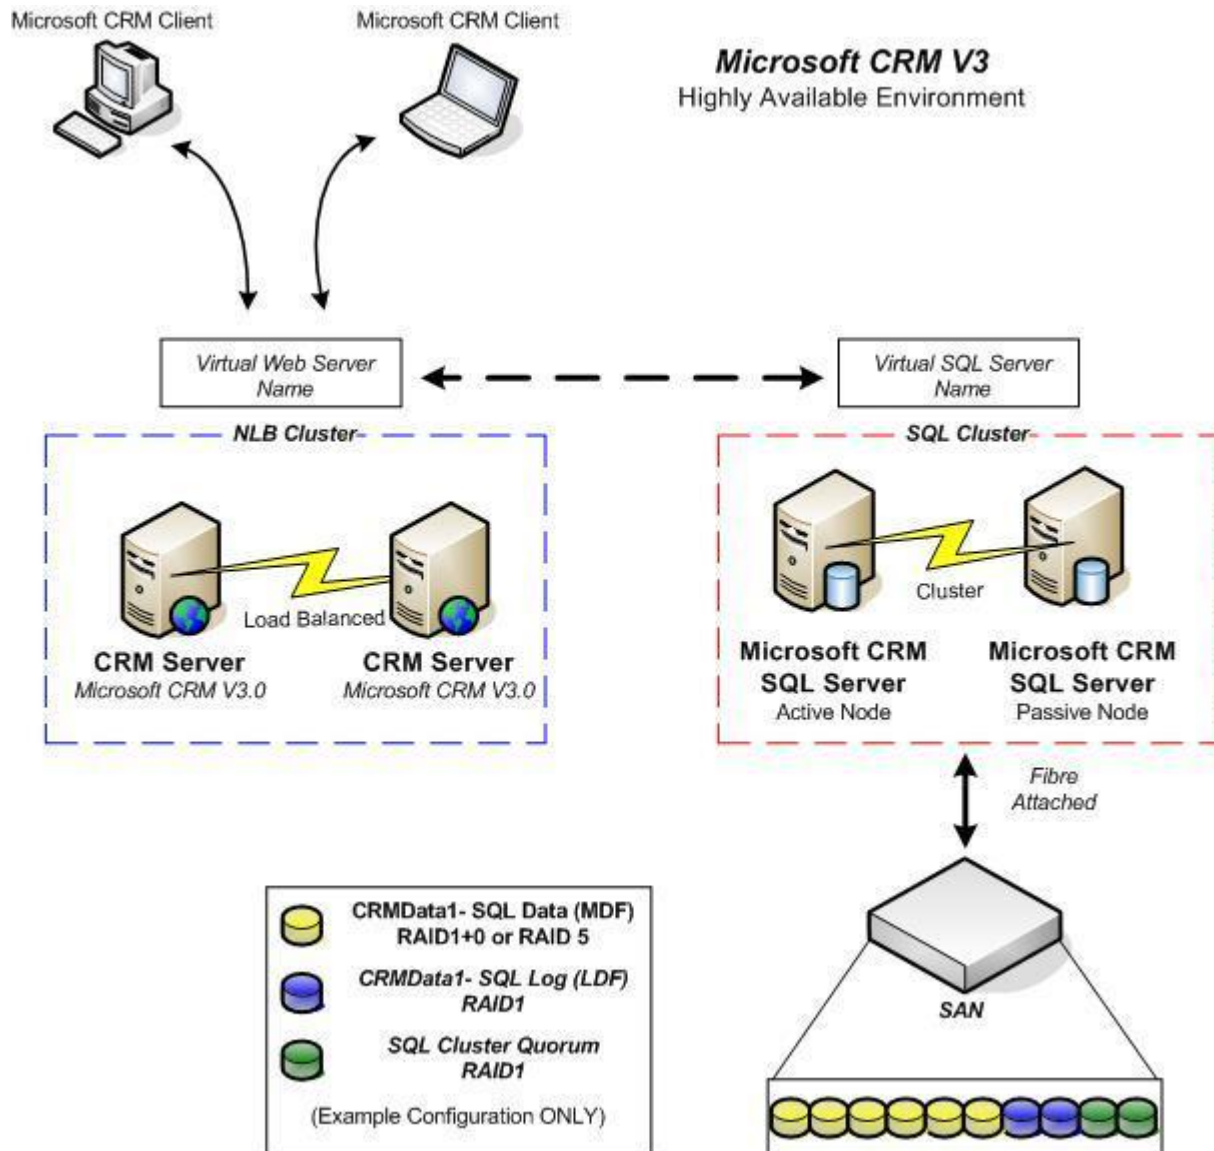 Microsoft CRM Client
Microsoft CRM Client
Microsoft CRM V3
Highly Available Environment
Virtual Web Server
Name
Virtual SQL Server
Name
NLB Cluster
SQL Cluster
Load Balanced
Cluster
CRM Server
Microsoft CRM V3.0
CRM Server
Microsoft CRM V3.0
Microsoft CRM
SQL Server
Active Node
Microsoft CRM
SQL Server
Passive Node
Fibre
Attached
SAN
CRMData1- SQL Data (MDF)
RAID1+0 or RAID 5
CRMData1- SQL Log (LDF)
RAID1
SQL Cluster Quorum
RAID1
(Example Configuration ONLY)